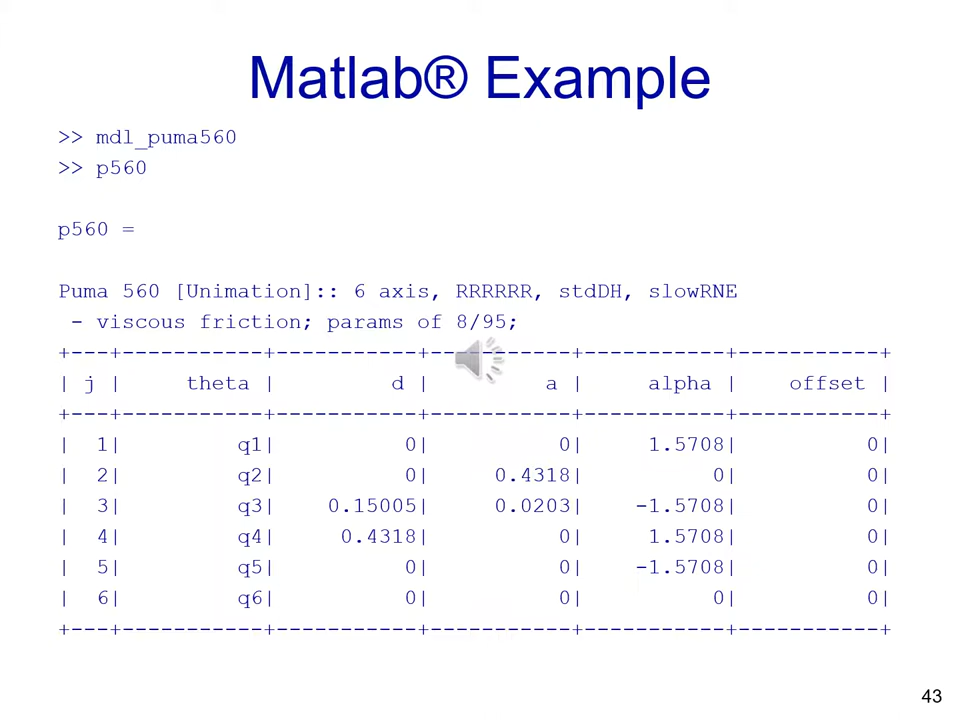 Matlab® Example
>> mdl_puma560
>> p560
p560 =
Puma 560 [Unimation]:: 6 axis, RRRRRR, stdDH, slowRNE
- viscous friction; params of 8/95;
+---+-----------+-----------+-----------+-----------+-----------+
| j | theta | d | a | alpha | offset |
+---+-----------+-----------+-----------+-----------+-----------+
| 1| q1| 0| 0| 1.5708| 0|
| 2| q2| 0| 0.4318| 0| 0|
| 3| q3| 0.15005| 0.0203| -1.5708| 0|
| 4| q4| 0.4318| 0| 1.5708| 0|
| 5| q5| 0| 0| -1.5708| 0|
| 6| q6| 0| 0| 0| 0|
+---+-----------+-----------+-----------+-----------+-----------+
43